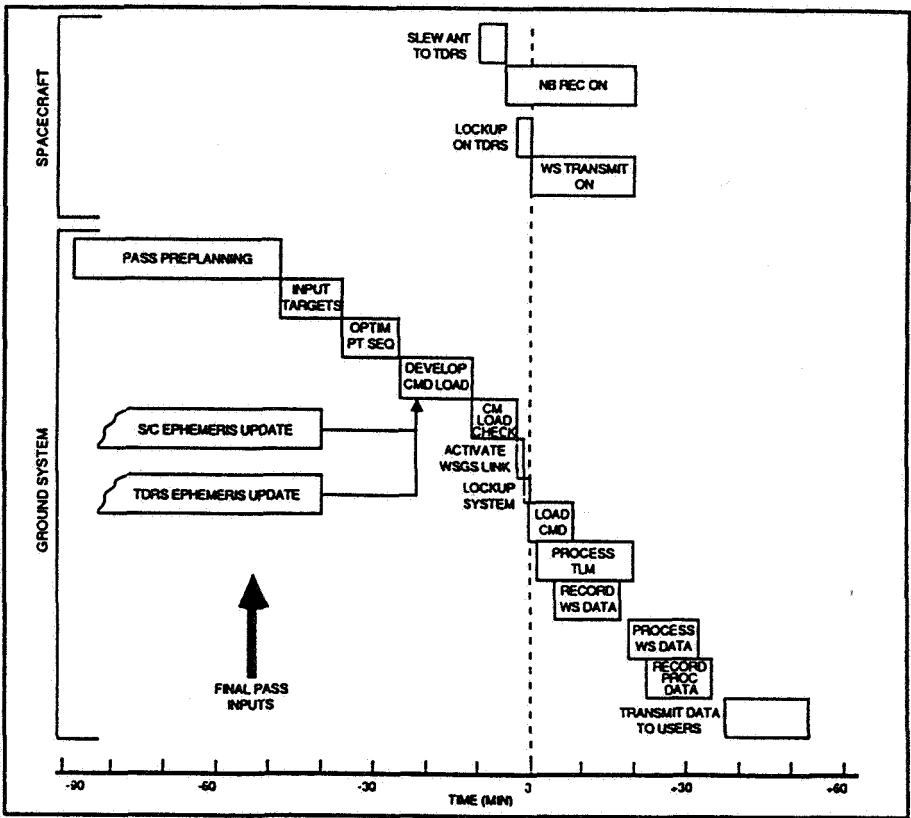 SPACECRAFT
SLEW ANT
TO TDRS
NB REC ON
LOCKUP
ON TDRS
WS TRANSMIT
ON
GROUND SYSTEM
PASS PREPLANNING
INPUT
TARGETS
OPTIM
PT SEQ
DEVELOP
CMD LOAD
CM
LOAD
CHECK
S/C EPHEMERIS UPDATE
ACTIVATE
WSGS LINK
TDRS EPHEMERIS UPDATE
LOCKUP
SYSTEM
LOAD
CMD
PROCESS
TLM
RECORD
WS DATA
PROCESS
WS DATA
RECORD
PROC
DATA
FINAL PASS
INPUTS
TRANSMIT DATA
TO USERS
-90 -60 -30 0 +30 +60
TIME (MIN)